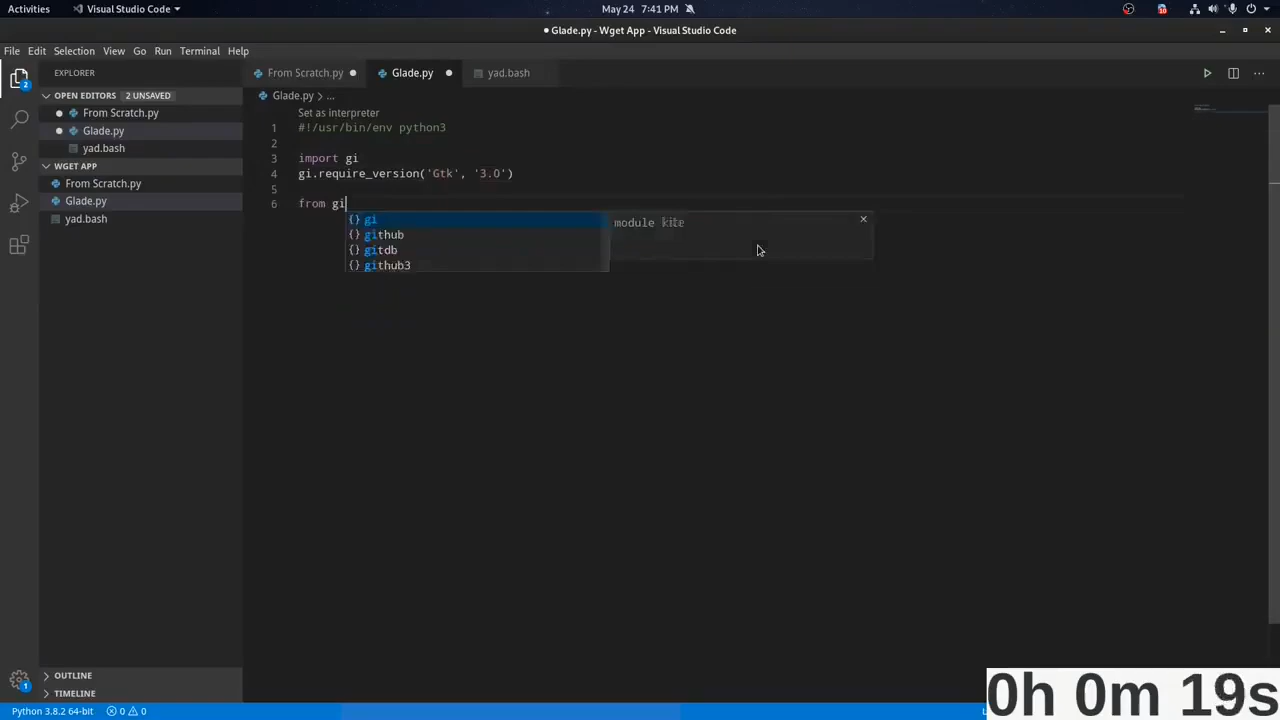 Activities
Visual Studio Code
May 24 7:41 PM
10
● Glade.py - Wget App - Visual Studio Code
File Edit Selection View Go Run Terminal Help
EXPLORER
From Scratch.py
Glade.py
yad.bash
OPEN EDITORS 2 UNSAVED
Glade.py > ...
From Scratch.py
Set as interpreter
Glade.py
1 #!/usr/bin/env python3
yad.bash
2
WGET APP
3 import gi
From Scratch.py
4 gi.require_version('Gtk', '3.0')
Glade.py
5
yad.bash
6 from gi
{} gi
module kite
{} github
{} gitdb
{} github3
2
OUTLINE
TIMELINE
1
Python 3.8.2 64-bit
0 0
0h 0m 19s